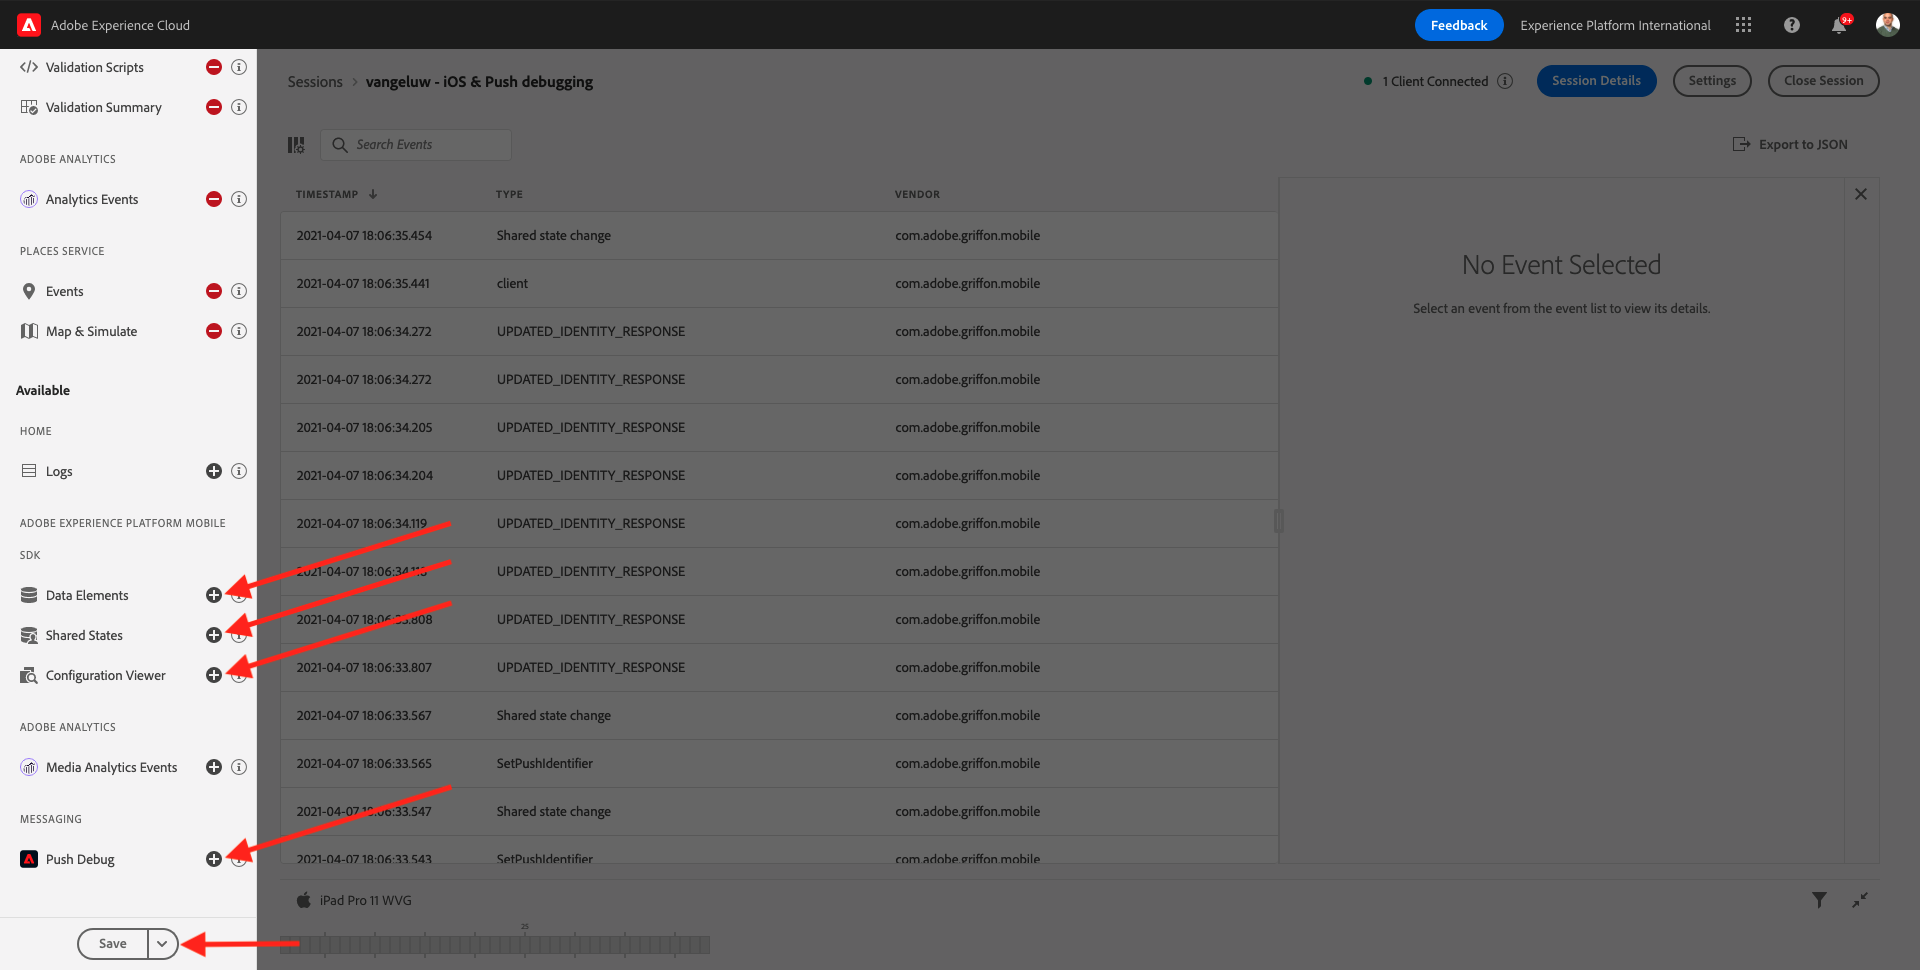 Adobe Experience Cloud
Feedback
Experience Platform International
9+
Validation Scripts
Validation Summary
ADOBE ANALYTICS
Analytics Events
PLACES SERVICE
Events
Map & Simulate
Available
HOME
Logs
ADOBE EXPERIENCE PLATFORM MOBILE
SDK
Data Elements
Shared States
Configuration Viewer
ADOBE ANALYTICS
Media Analytics Events
MESSAGING
Push Debug
Save
Sessions > vangeluw - iOS & Push debugging
1 Client Connected
Session Details
Settings
Close Session
Search Events
Export to JSON
TIMESTAMP TYPE VENDOR
2021-04-07 18:06:35.454 Shared state change com.adobe.griffon.mobile
2021-04-07 18:06:35.441 client com.adobe.griffon.mobile
2021-04-07 18:06:34.272 UPDATED_IDENTITY_RESPONSE com.adobe.griffon.mobile
2021-04-07 18:06:34.272 UPDATED_IDENTITY_RESPONSE com.adobe.griffon.mobile
2021-04-07 18:06:34.205 UPDATED_IDENTITY_RESPONSE com.adobe.griffon.mobile
2021-04-07 18:06:34.204 UPDATED_IDENTITY_RESPONSE com.adobe.griffon.mobile
2021-04-07 18:06:34.119 UPDATED_IDENTITY_RESPONSE com.adobe.griffon.mobile
2021-04-07 UPDATED_IDENTITY_RESPONSE com.adobe.griffon.mobile
2021-04-07 18:06:33.808 UPDATED_IDENTITY_RESPONSE com.adobe.griffon.mobile
2021-04-07 18:06:33.807 UPDATED_IDENTITY_RESPONSE com.adobe.griffon.mobile
2021-04-07 18:06:33.567 Shared state change com.adobe.griffon.mobile
2021-04-07 18:06:33.565 SetPushIdentifier com.adobe.griffon.mobile
2021-04-07 18:06:33.547 Shared state change com.adobe.griffon.mobile
2021-04-07 18:06:33.543 SetPushIdentifier com.adobe.griffon.mobile
No Event Selected
Select an event from the event list to view its details.
iPad Pro 11 WVG
25